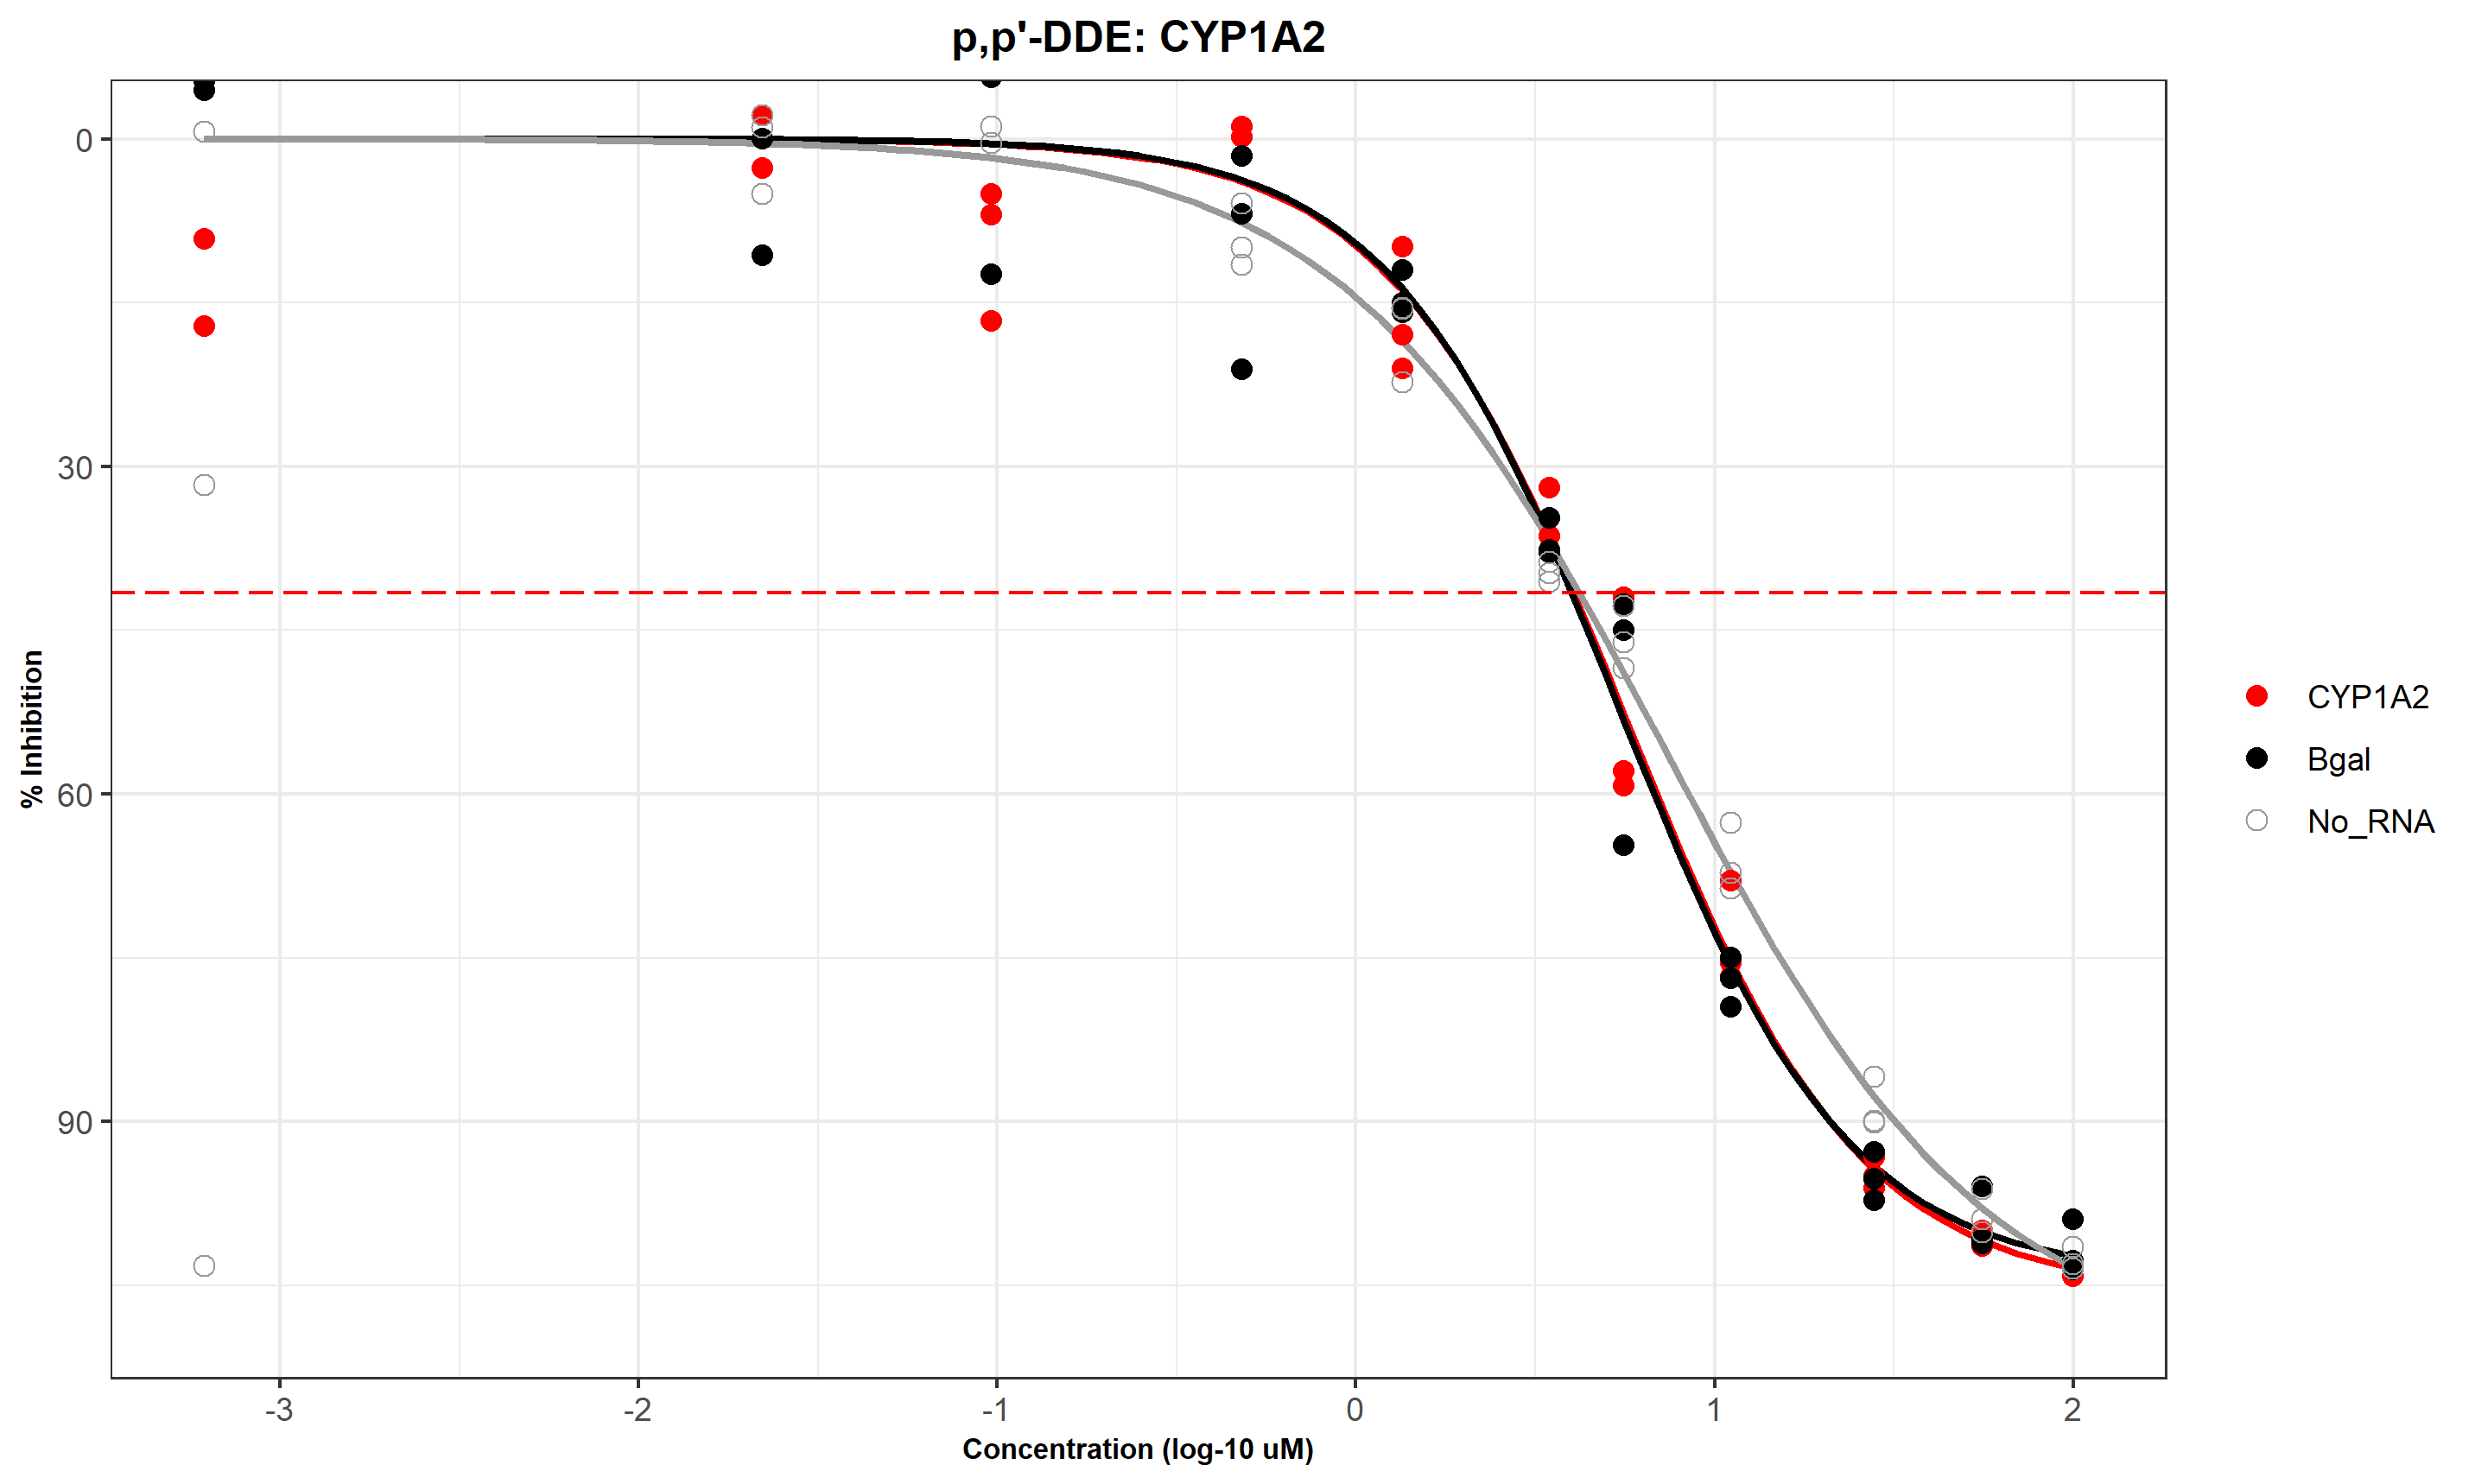 p,p'-DDE: CYP1A2
% Inhibition
0
30
60
90
-3
-2
-1
0
1
2
Concentration (log-10 uM)
CYP1A2
Bgal
No_RNA